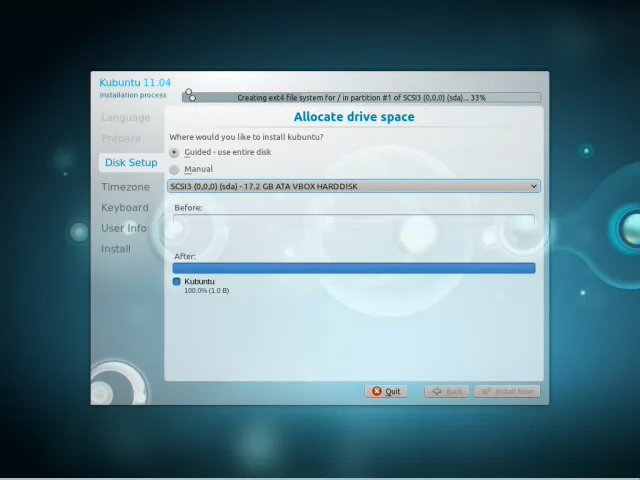 Kubuntu 11.04
installation process
Creating ext4 file system for / in partition #1 of SCSI3 (0,0,0) (sda)... 33%
Language
Prepare
Disk Setup
Timezone
Keyboard
User Info
Install
Allocate drive space
Where would you like to install kubuntu?
Guided - use entire disk
Manual
SCSI3 (0,0,0) (sda) - 17.2 GB ATA VBOX HARDDISK
Before:
After:
Kubuntu
100.0% (1.0 B)
Quit
Back
Install Now